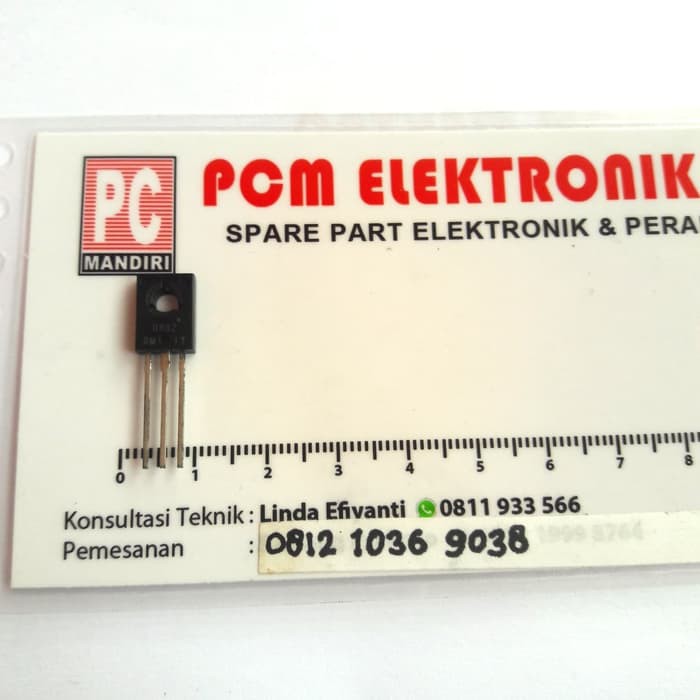 PC
MANDIRI
PCM ELEKTRONIK
SPARE PART ELEKTRONIK & PERA
0 1 2 3 4 5 6 7 8
Konsultasi Teknik : Linda Efivanti 0811 933 566
Pemesanan : 0812 1036 9038